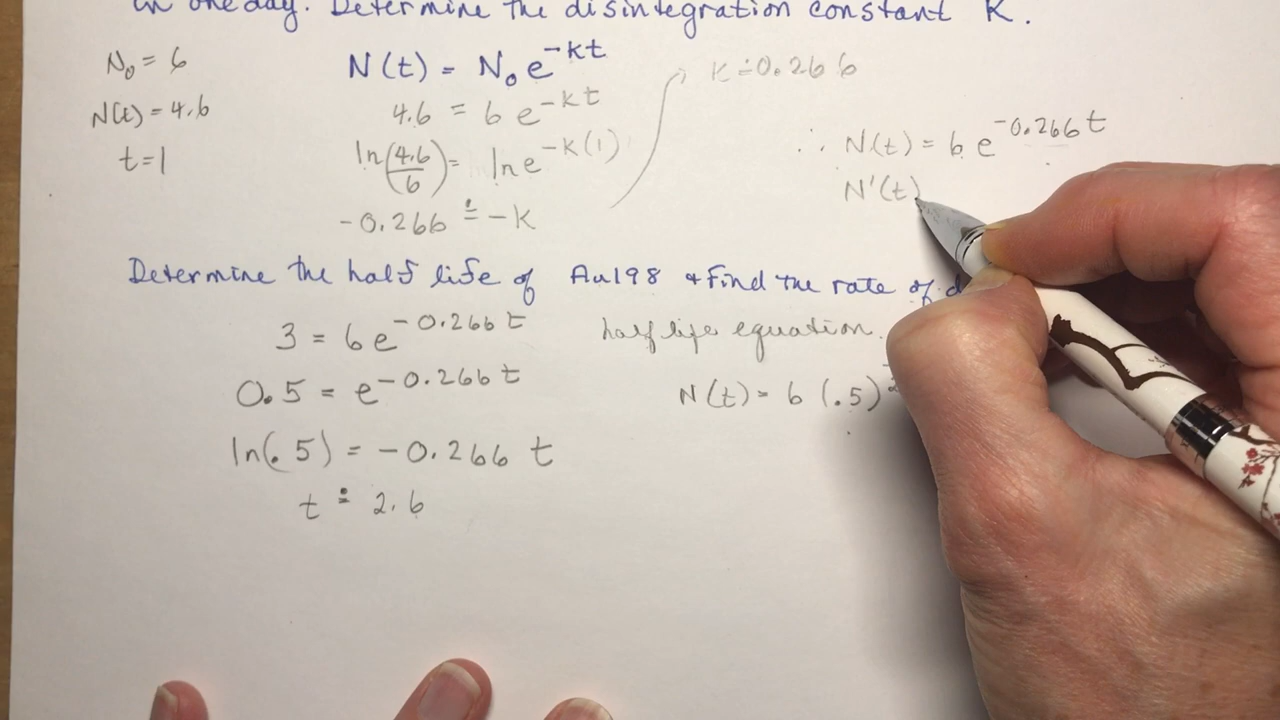 in one day. Determine the disintegration constant K.
N₀ = 6
N(t) = 4.6
t=1
N(t) = N₀e^-kt
4.6 = 6e^-kt
ln(4.6/6) = ln e^-k(1)
-0.266 ≐ -k
k ≐ 0.266
∴ N(t) = 6e^-0.266t
N'(t)
Determine the half life of Au198 & find the rate of
3 = 6e^-0.266t
0.5 = e^-0.266t
ln(.5) = -0.266t
t ≐ 2.6
half life equation.
N(t) = 6(.5)